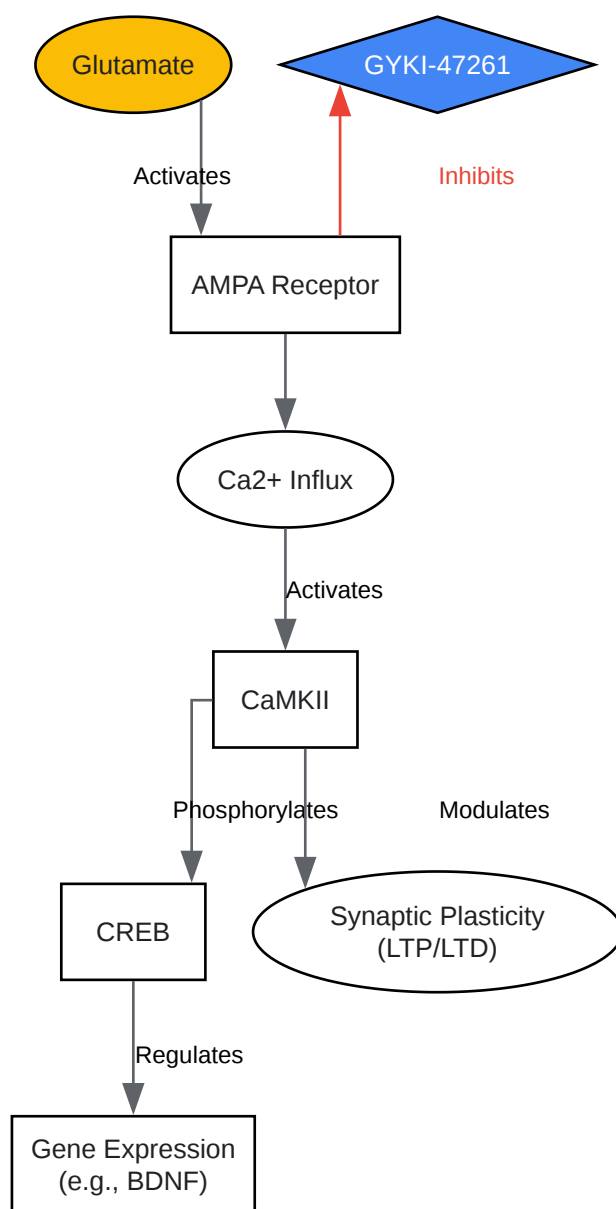 Glutamate
GYKI-47261
Activates
Inhibits
AMPA Receptor
Ca2+ Influx
Activates
CaMKII
Phosphorylates
Modulates
CREB
Synaptic Plasticity
(LTP/LTD)
Regulates
Gene Expression
(e.g., BDNF)